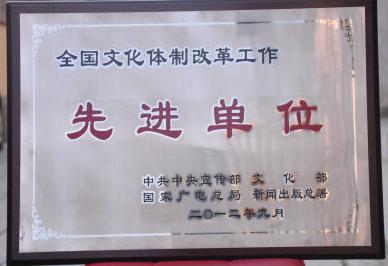 全国文化体制改革工作
先进单位
中共中央宣传部 文化部
国家广电总局 新闻出版总署
二〇一二年九月